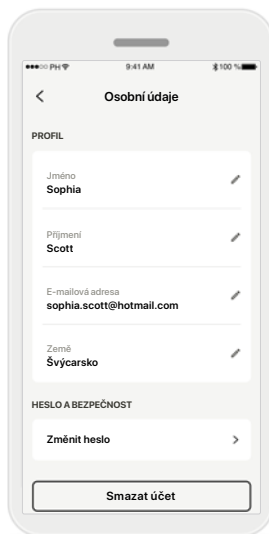 PH 9:41 AM 100 %
Osobní údaje
PROFIL
Jméno
Sophia
Příjmení
Scott
E-mailová adresa
sophia.scott@hotmail.com
Země
Švýcarsko
HESLO A BEZPEČNOST
Změnit heslo
Smazat účet